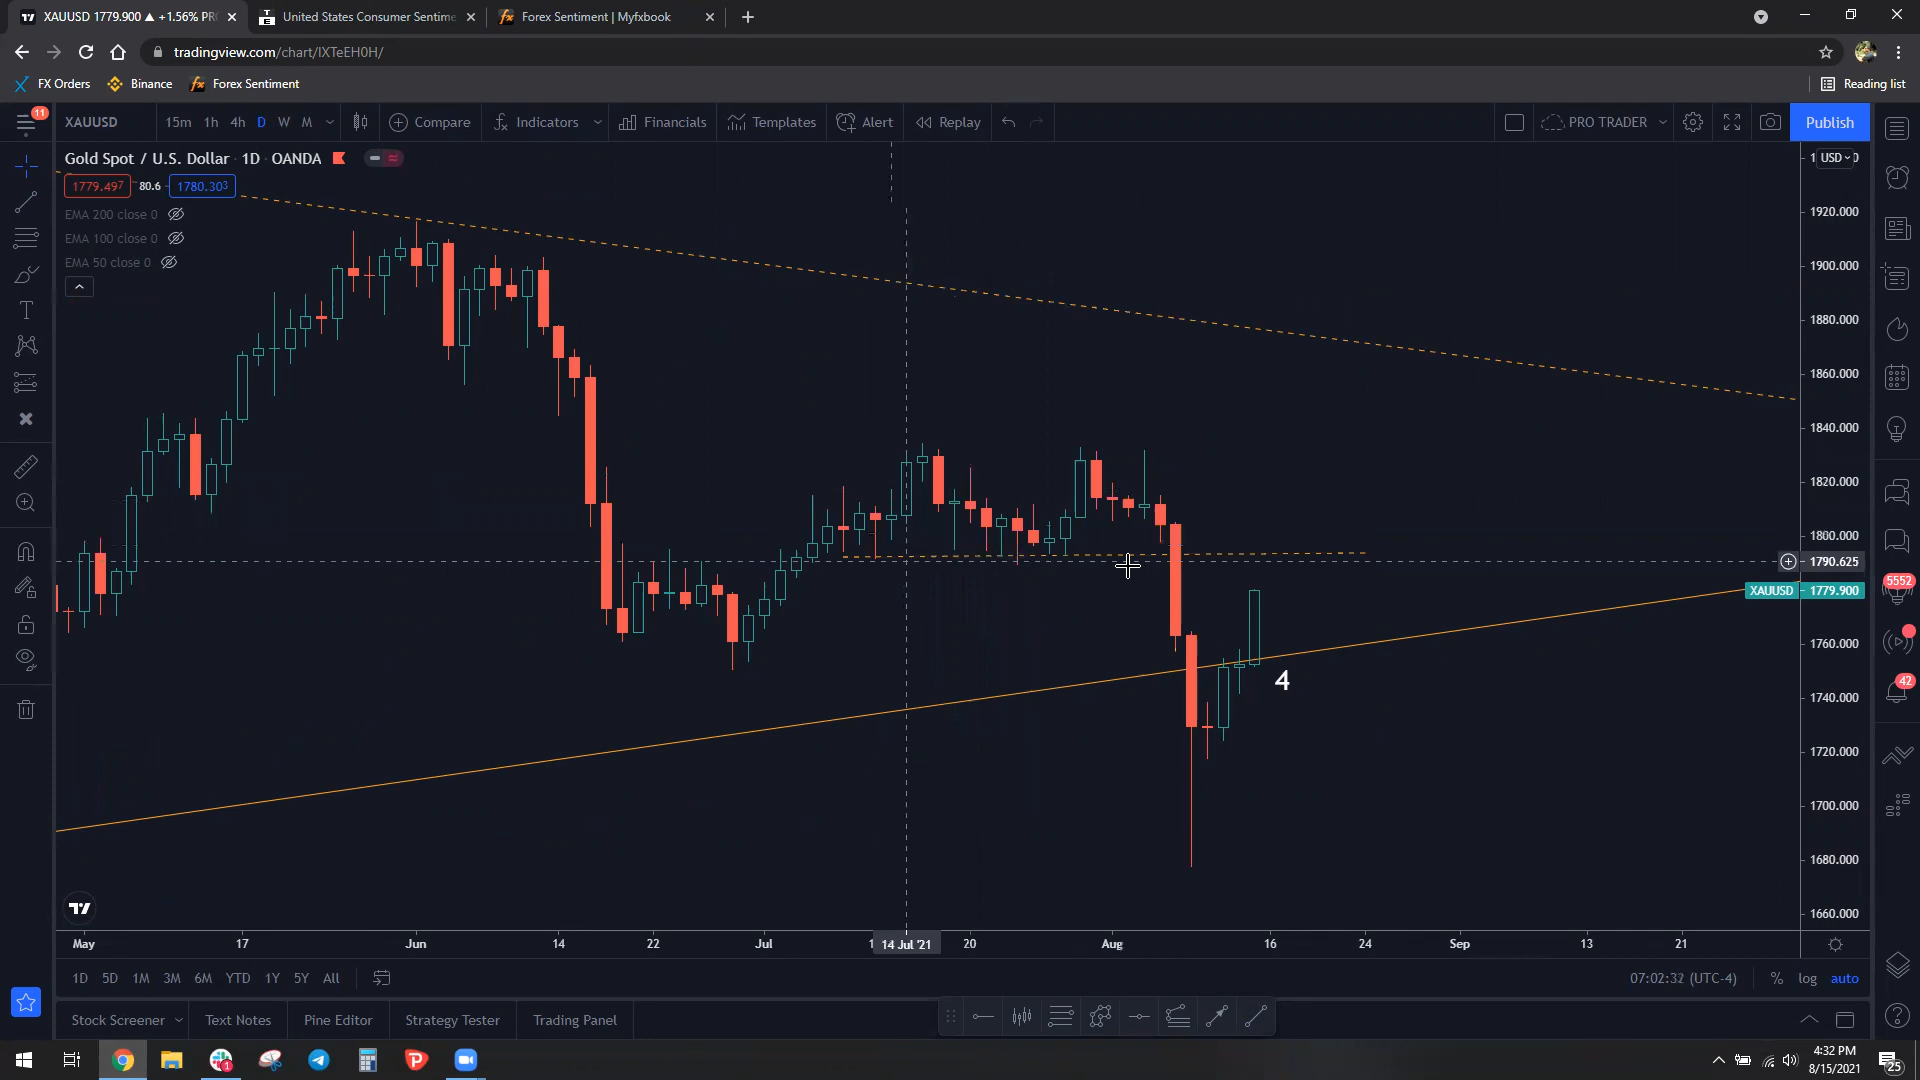 XAUUSD 1779.900 ▲ +1.56% PR
United States Consumer Sentime
Forex Sentiment | Myfxbook
tradingview.com/chart/lXTeEH0H/
FX Orders
Binance
Forex Sentiment
Reading list
11
XAUUSD
15m 1h 4h D W M
Compare
Indicators
Financials
Templates
Alert
Replay
PRO TRADER
Publish
Gold Spot / U.S. Dollar · 1D · OANDA
USD
1779.497 80.6 1780.303
EMA 200 close 0
EMA 100 close 0
EMA 50 close 0
1920.000
1900.000
1880.000
1860.000
1840.000
1820.000
1800.000
1790.625
XAUUSD 1779.900
1760.000
1740.000
1720.000
1700.000
1680.000
1660.000
4
5552
42
May 17 Jun 14 22 Jul 14 Jul '21 20 Aug 16 24 Sep 13 21
1D 5D 1M 3M 6M YTD 1Y 5Y All
07:02:32 (UTC-4)
% log auto
Stock Screener
Text Notes
Pine Editor
Strategy Tester
Trading Panel
1
4:32 PM
8/15/2021
25